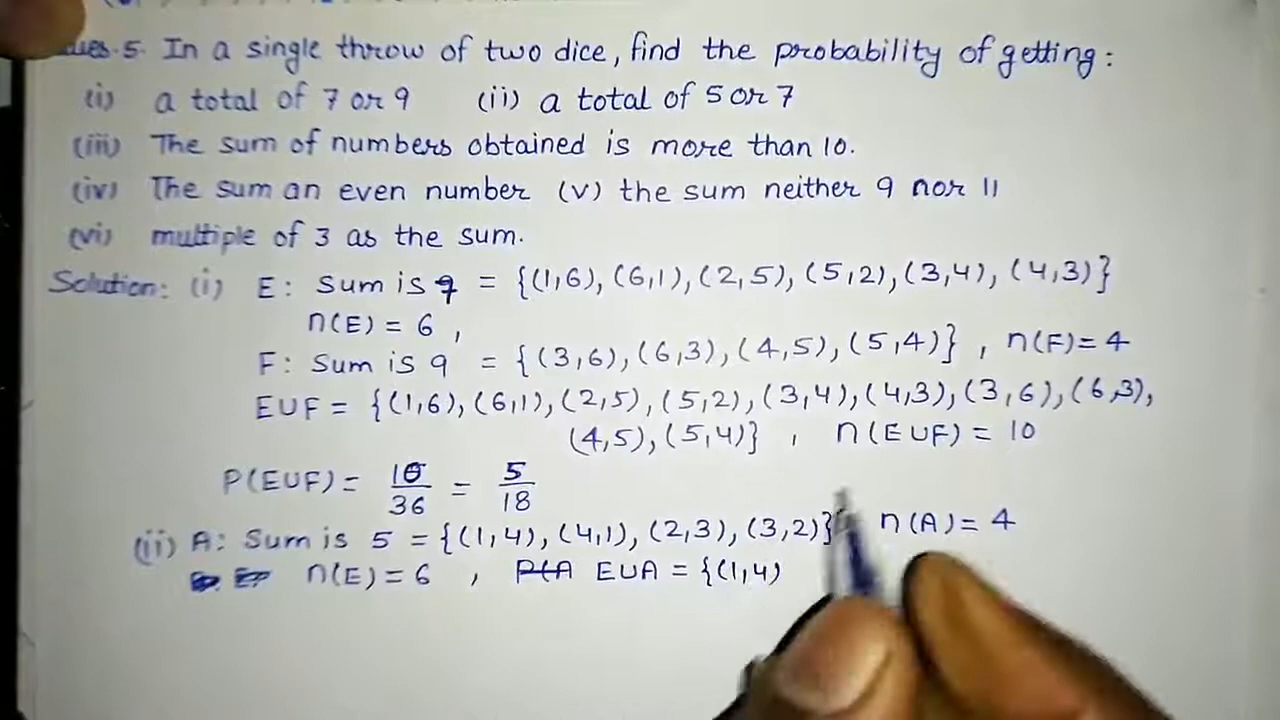 ues.5. In a single throw of two dice, find the probability of getting:
(i) a total of 7 or 9 (ii) a total of 5 or 7
(iii) The sum of numbers obtained is more than 10.
(iv) The sum an even number (v) the sum neither 9 nor 11
(vi) multiple of 3 as the sum.
Solution: (i) E: Sum is 7 = {(1,6), (6,1), (2,5), (5,2), (3,4), (4,3)}
n(E) = 6 ,
F: Sum is 9 = {(3,6), (6,3), (4,5), (5,4)} , n(F)=4
EUF = {(1,6), (6,1), (2,5), (5,2), (3,4), (4,3), (3,6), (6,3),
(4,5), (5,4)} , n(EUF) = 10
P(EUF) = 10/36 = 5/18
(ii) A: Sum is 5 = {(1,4), (4,1), (2,3), (3,2)} n(A) = 4
n(E) = 6 , P(A EUA = {(1,4)